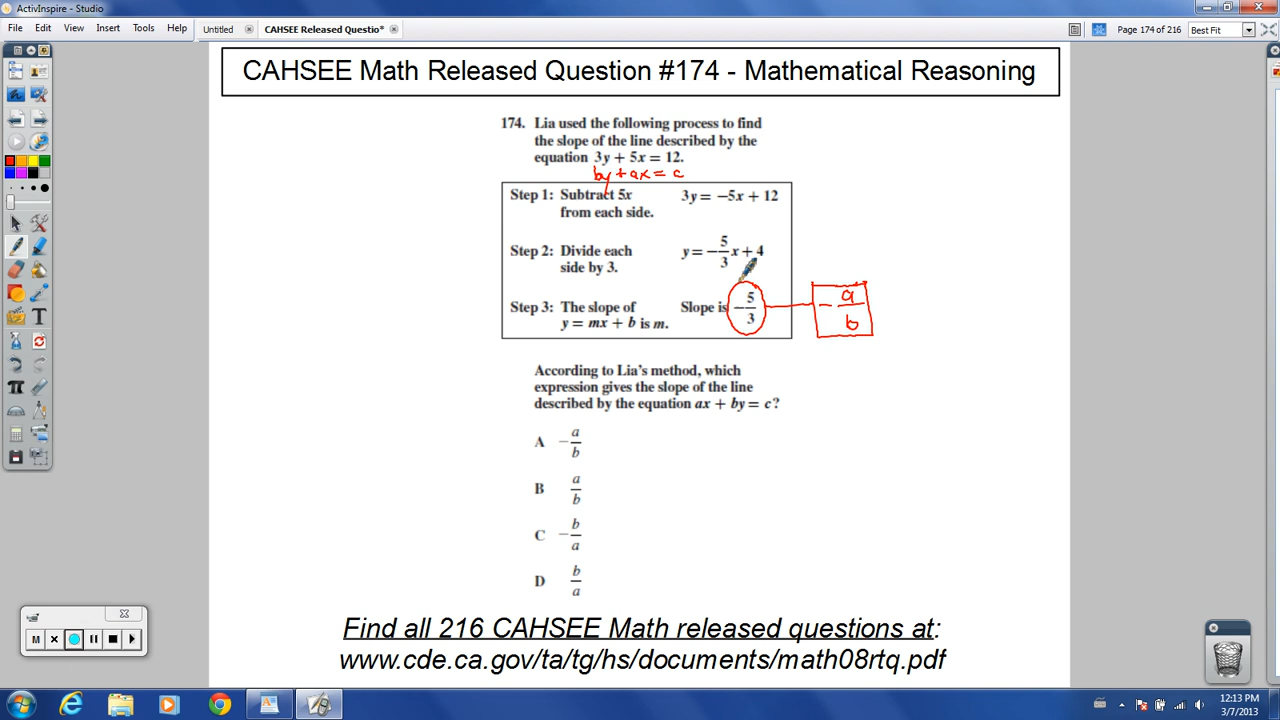 ActivInspire - Studio
File Edit View Insert Tools Help
Untitled
CAHSEE Released Questio*
Page 174 of 216
Best Fit
CAHSEE Math Released Question #174 - Mathematical Reasoning
174. Lia used the following process to find
the slope of the line described by the
equation 3y + 5x = 12.
by + ax = c
Step 1: Subtract 5x 3y = −5x + 12
from each side.
Step 2: Divide each y = −5/3x + 4
side by 3.
Step 3: The slope of Slope is −5/3
y = mx + b is m.
−a/b
According to Lia's method, which
expression gives the slope of the line
described by the equation ax + by = c?
A −a/b
B a/b
C −b/a
D b/a
Find all 216 CAHSEE Math released questions at:
www.cde.ca.gov/ta/tg/hs/documents/math08rtq.pdf
M
12:13 PM
3/7/2013